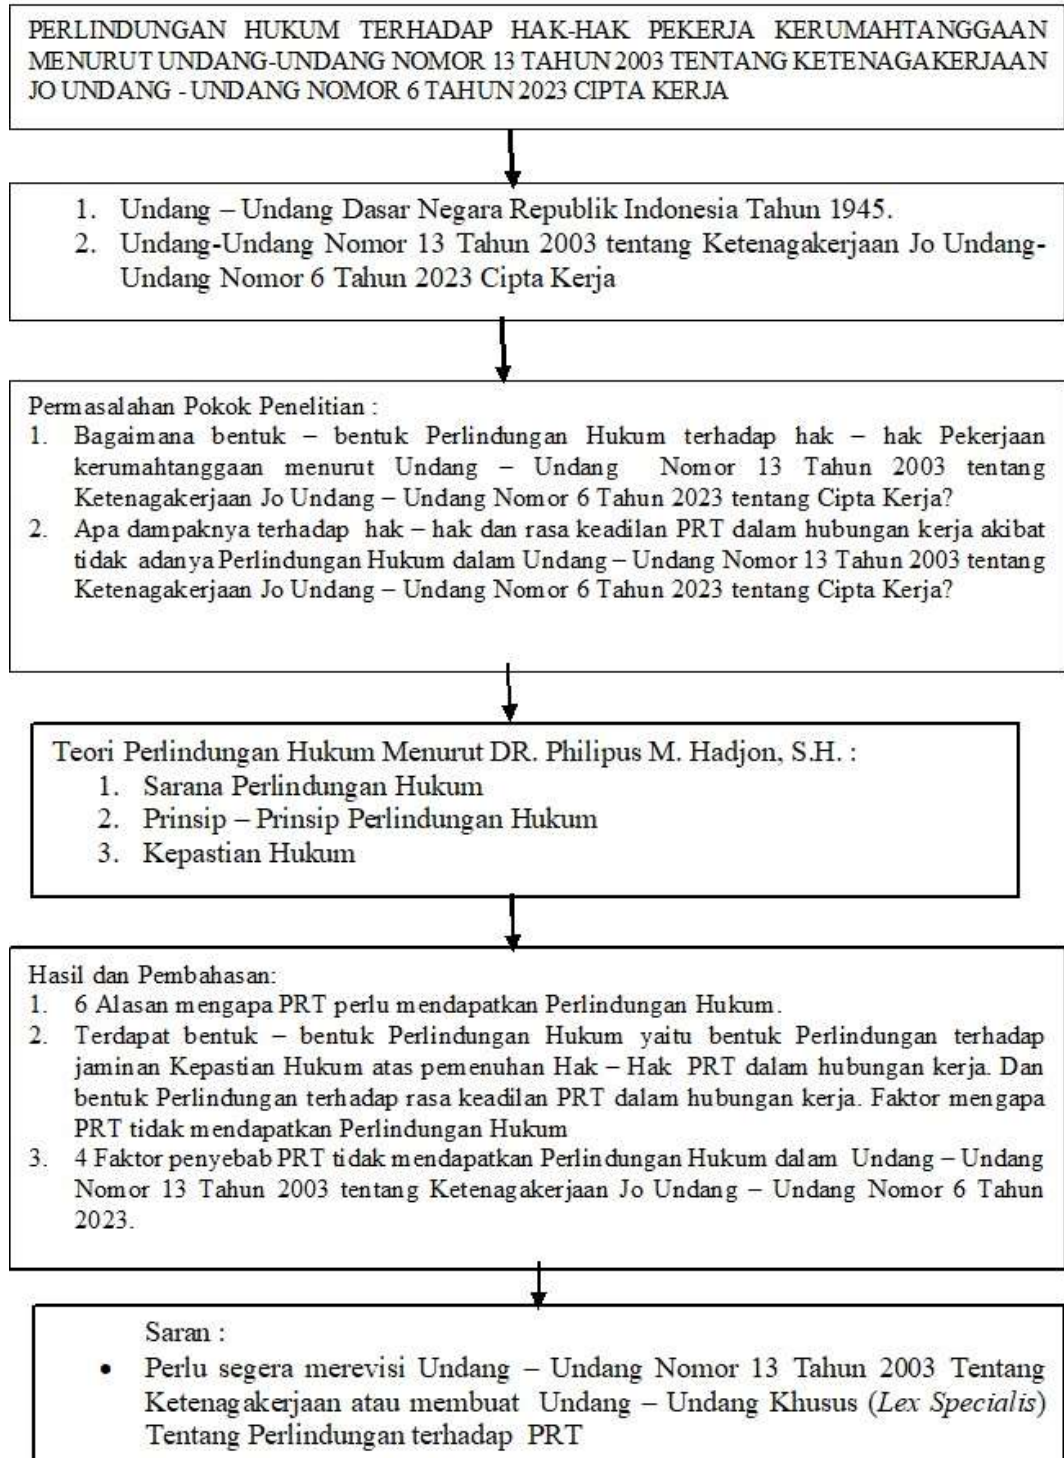 PERLINDUNGAN HUKUM TERHADAP HAK-HAK PEKERJA KERUMAHTANGGAAN
MENURUT UNDANG-UNDANG NOMOR 13 TAHUN 2003 TENTANG KETENAGAKERJAAN
JO UNDANG - UNDANG NOMOR 6 TAHUN 2023 CIPTA KERJA
1. Undang – Undang Dasar Negara Republik Indonesia Tahun 1945.
2. Undang-Undang Nomor 13 Tahun 2003 tentang Ketenagakerjaan Jo Undang-
Undang Nomor 6 Tahun 2023 Cipta Kerja
Permasalahan Pokok Penelitian :
1. Bagaimana bentuk – bentuk Perlindungan Hukum terhadap hak – hak Pekerjaan
kerumahtanggaan menurut Undang – Undang Nomor 13 Tahun 2003 tentang
Ketenagakerjaan Jo Undang – Undang Nomor 6 Tahun 2023 tentang Cipta Kerja?
2. Apa dampaknya terhadap hak – hak dan rasa keadilan PRT dalam hubungan kerja akibat
tidak adanya Perlindungan Hukum dalam Undang – Undang Nomor 13 Tahun 2003 tentang
Ketenagakerjaan Jo Undang – Undang Nomor 6 Tahun 2023 tentang Cipta Kerja?
Teori Perlindungan Hukum Menurut DR. Philipus M. Hadjon, S.H. :
1. Sarana Perlindungan Hukum
2. Prinsip – Prinsip Perlindungan Hukum
3. Kepastian Hukum
Hasil dan Pembahasan:
1. 6 Alasan mengapa PRT perlu mendapatkan Perlindungan Hukum.
2. Terdapat bentuk – bentuk Perlindungan Hukum yaitu bentuk Perlindungan terhadap
jaminan Kepastian Hukum atas pemenuhan Hak – Hak PRT dalam hubungan kerja. Dan
bentuk Perlindungan terhadap rasa keadilan PRT dalam hubungan kerja. Faktor mengapa
PRT tidak mendapatkan Perlindungan Hukum
3. 4 Faktor penyebab PRT tidak mendapatkan Perlindungan Hukum dalam Undang – Undang
Nomor 13 Tahun 2003 tentang Ketenagakerjaan Jo Undang – Undang Nomor 6 Tahun
2023.
Saran :
• Perlu segera merevisi Undang – Undang Nomor 13 Tahun 2003 Tentang
Ketenagakerjaan atau membuat Undang – Undang Khusus (Lex Specialis)
Tentang Perlindungan terhadap PRT